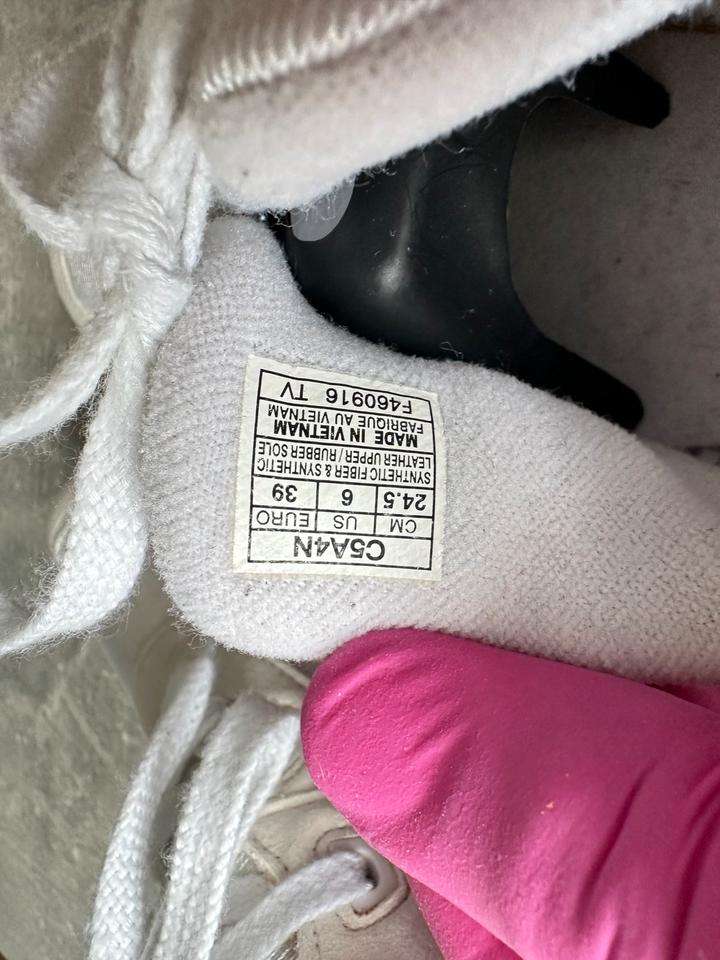 C5A4N
CM US EURO
24.5 6 39
SYNTHETIC FIBER & SYNTHETIC
LEATHER UPPER / RUBBER SOLE
MADE IN VIETNAM
FABRIQUE AU VIETNAM
F460916 TV